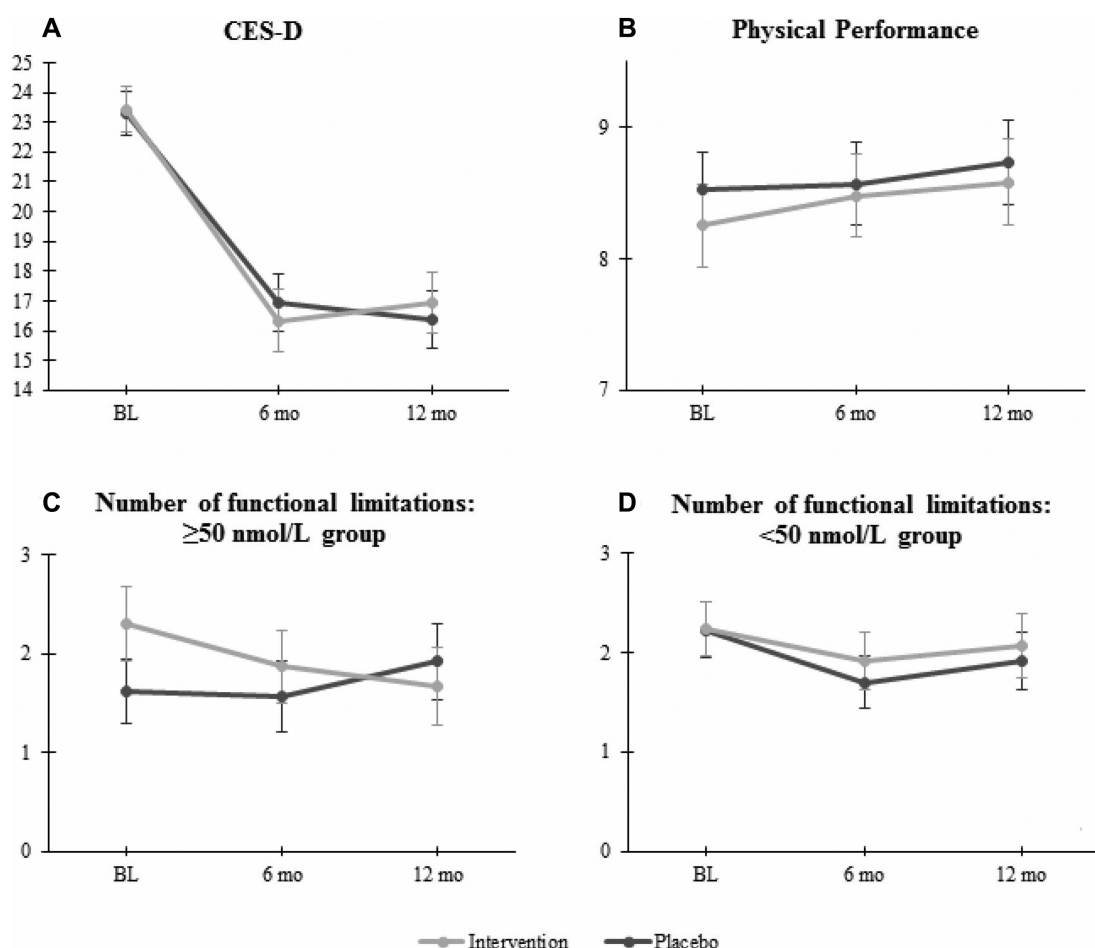 A
CES-D
25
24
23
22
21
20
19
18
17
16
15
14
BL
6 mo
12 mo
B
Physical Performance
9
8
7
BL
6 mo
12 mo
C
Number of functional limitations:
≥50 nmol/L group
3
2
1
0
BL
6 mo
12 mo
D
Number of functional limitations:
<50 nmol/L group
3
2
1
0
BL
6 mo
12 mo
Intervention
Placebo